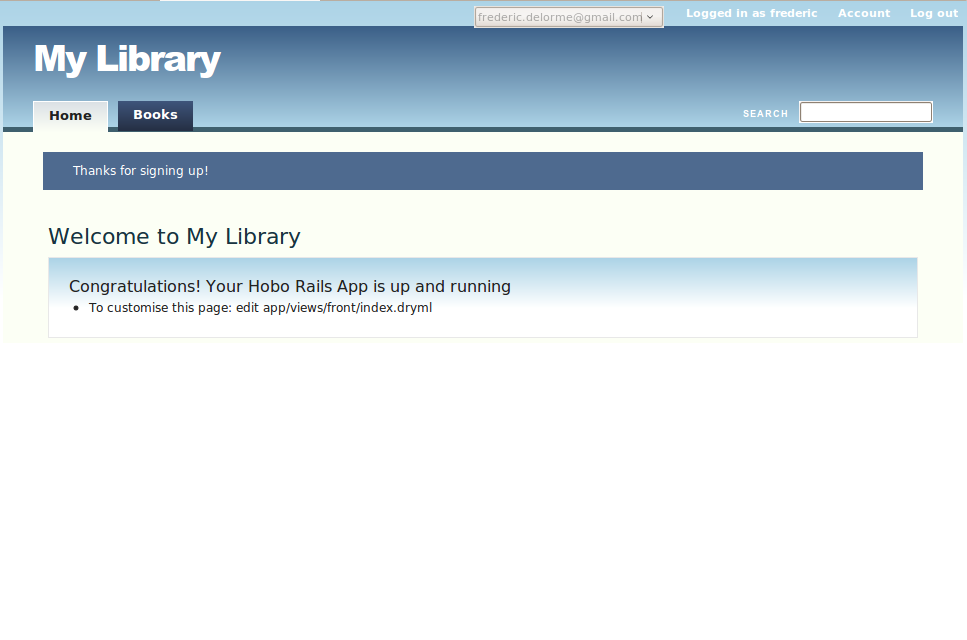 frederic.delorme@gmail.com Logged in as frederic Account Log out
My Library
Home Books SEARCH
Thanks for signing up!
Welcome to My Library
Congratulations! Your Hobo Rails App is up and running
• To customise this page: edit app/views/front/index.dryml